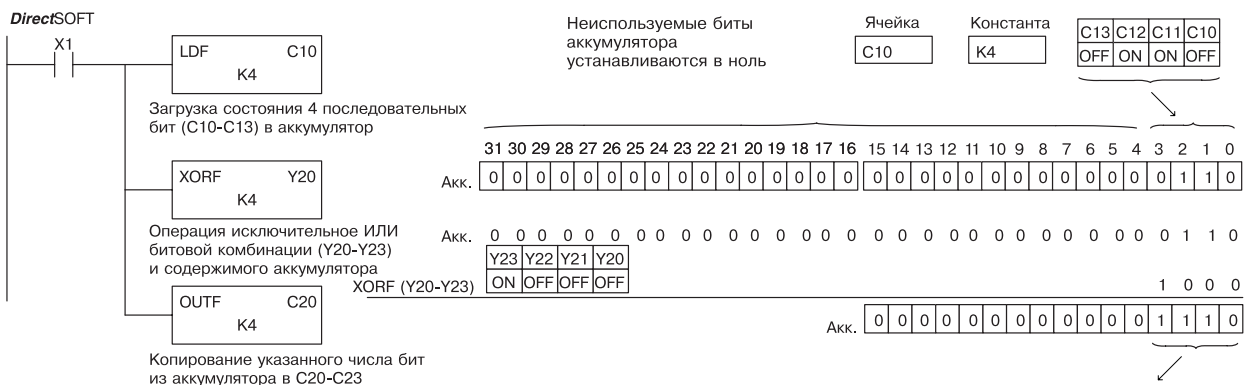 DirectSOFT
X1
LDF C10
K4
Загрузка состояния 4 последовательных
бит (C10-C13) в аккумулятор
XORF Y20
K4
Операция исключительное ИЛИ
битовой комбинации (Y20-Y23)
и содержимого аккумулятора
OUTF C20
K4
Копирование указанного числа бит
из аккумулятора в C20-C23
Неиспользуемые биты
аккумулятора
устанавливаются в ноль
Ячейка
C10
Константа
K4
C13 C12 C11 C10
OFF ON ON OFF
31 30 29 28 27 26 25 24 23 22 21 20 19 18 17 16 15 14 13 12 11 10 9 8 7 6 5 4 3 2 1 0
Акк. 0 0 0 0 0 0 0 0 0 0 0 0 0 0 0 0 0 0 0 0 0 0 0 0 0 0 0 0 0 1 1 0
Акк. 0 0 0 0 0 0 0 0 0 0 0 0 0 0 0 0 0 0 0 0 0 0 0 0 0 0 0 0 0 1 1 0
Y23 Y22 Y21 Y20
ON OFF OFF OFF
XORF (Y20-Y23) 1 0 0 0
Акк. 0 0 0 0 0 0 0 0 0 0 0 0 1 1 1 0